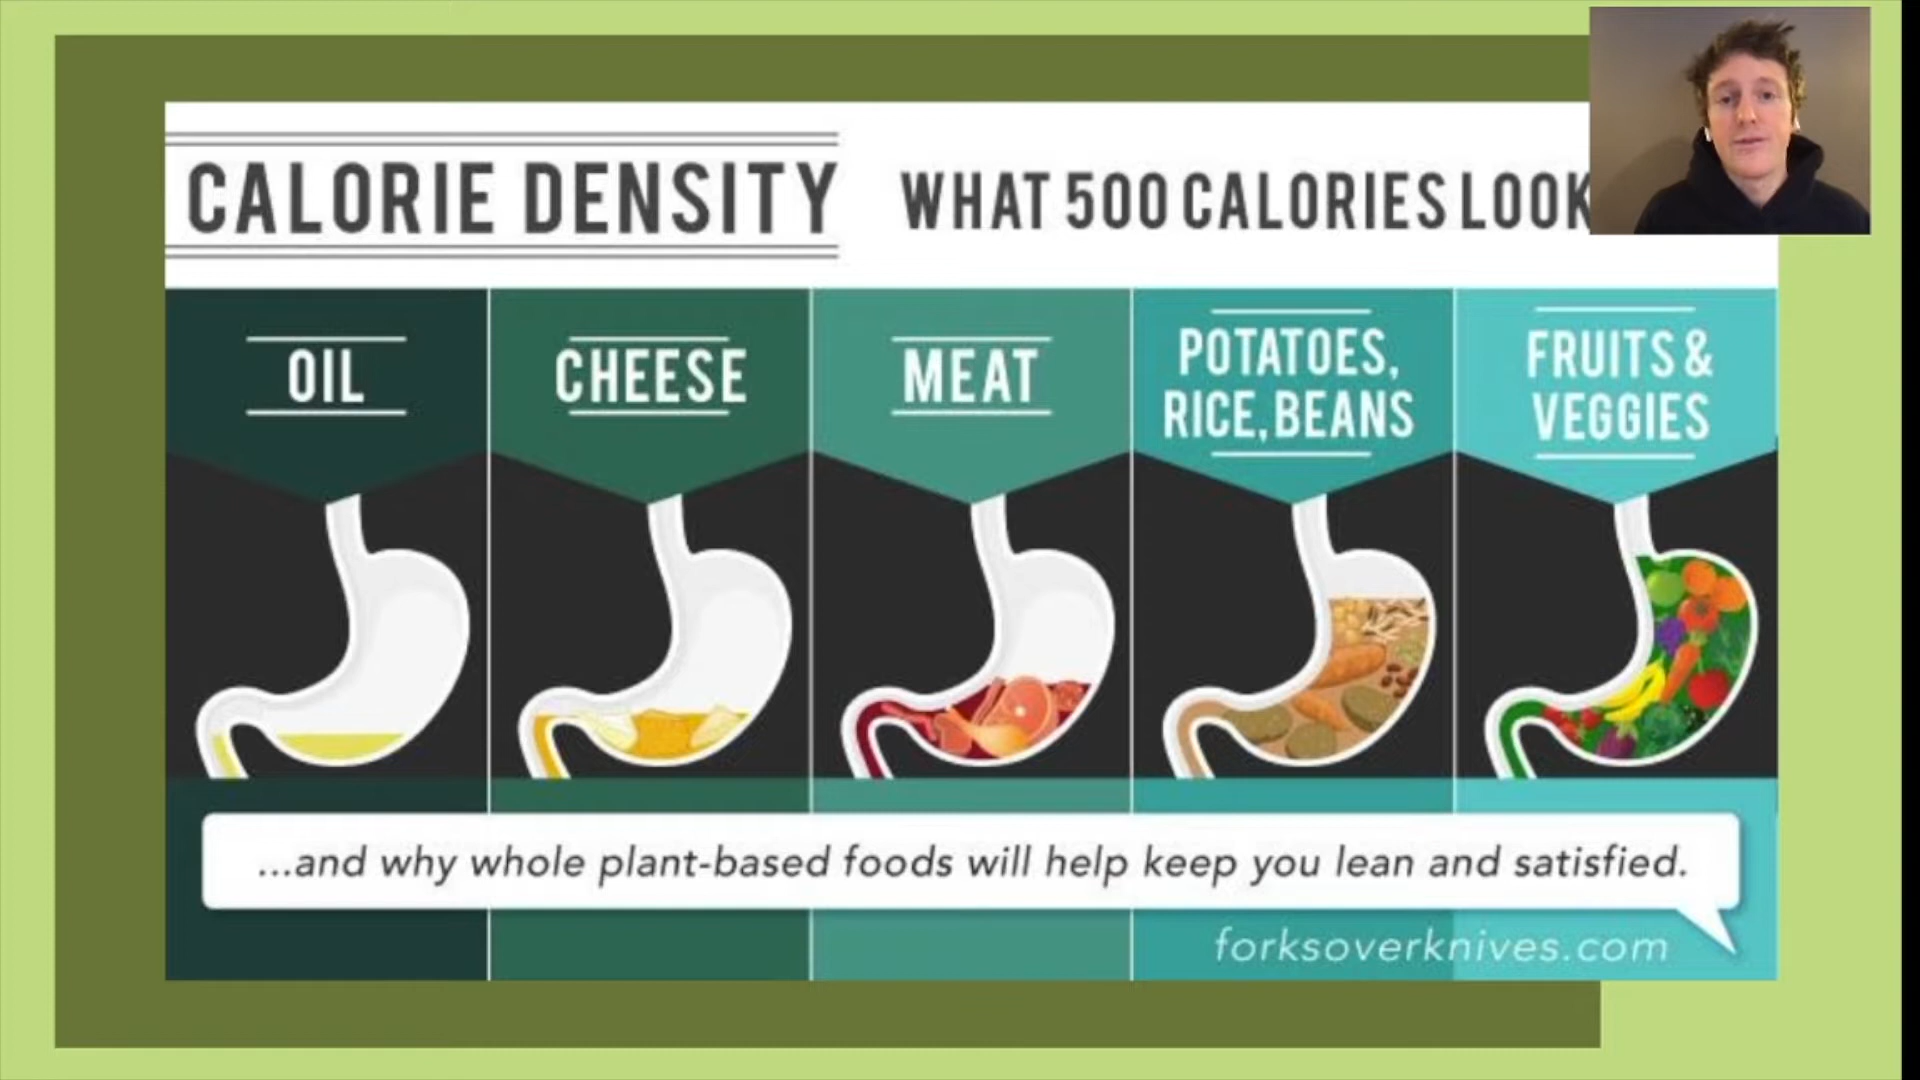 CALORIE DENSITY
WHAT 500 CALORIES LOOK
OIL
CHEESE
MEAT
POTATOES,
RICE, BEANS
FRUITS &
VEGGIES
...and why whole plant-based foods will help keep you lean and satisfied.
forksoverknives.com